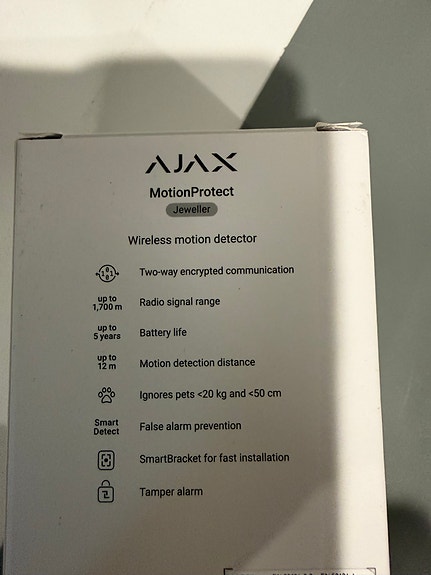 AJAX
MotionProtect
Jeweller
Wireless motion detector
Two-way encrypted communication
up to
1,700 m
Radio signal range
up to
5 years
Battery life
up to
12 m
Motion detection distance
Ignores pets <20 kg and <50 cm
Smart
Detect
False alarm prevention
SmartBracket for fast installation
Tamper alarm